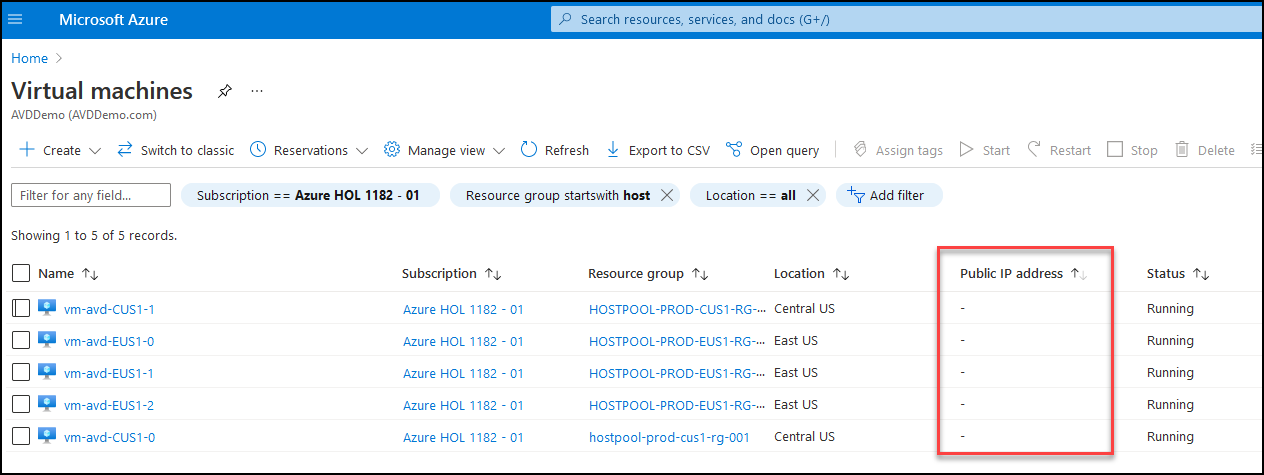 Microsoft Azure
Search resources, services, and docs (G+/)
Home >
Virtual machines
AVDDemo (AVDDemo.com)
Create Switch to classic Reservations Manage view Refresh Export to CSV Open query Assign tags Start Restart Stop Delete
Filter for any field... Subscription == Azure HOL 1182 - 01 Resource group startswith host Location == all Add filter
Showing 1 to 5 of 5 records.
Name Subscription Resource group Location Public IP address Status
vm-avd-CUS1-1 Azure HOL 1182 - 01 HOSTPOOL-PROD-CUS1-RG-... Central US - Running
vm-avd-EUS1-0 Azure HOL 1182 - 01 HOSTPOOL-PROD-EUS1-RG-... East US - Running
vm-avd-EUS1-1 Azure HOL 1182 - 01 HOSTPOOL-PROD-EUS1-RG-... East US - Running
vm-avd-EUS1-2 Azure HOL 1182 - 01 HOSTPOOL-PROD-EUS1-RG-... East US - Running
vm-avd-CUS1-0 Azure HOL 1182 - 01 hostpool-prod-cus1-rg-001 Central US - Running